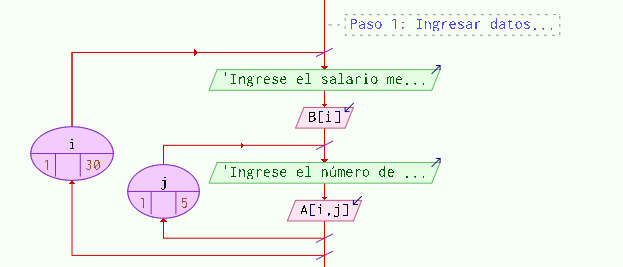 Paso 1: Ingresar datos...
'Ingrese el salario me...
B[i]
i
1 30
'Ingrese el número de ...
j
1 5
A[i,j]